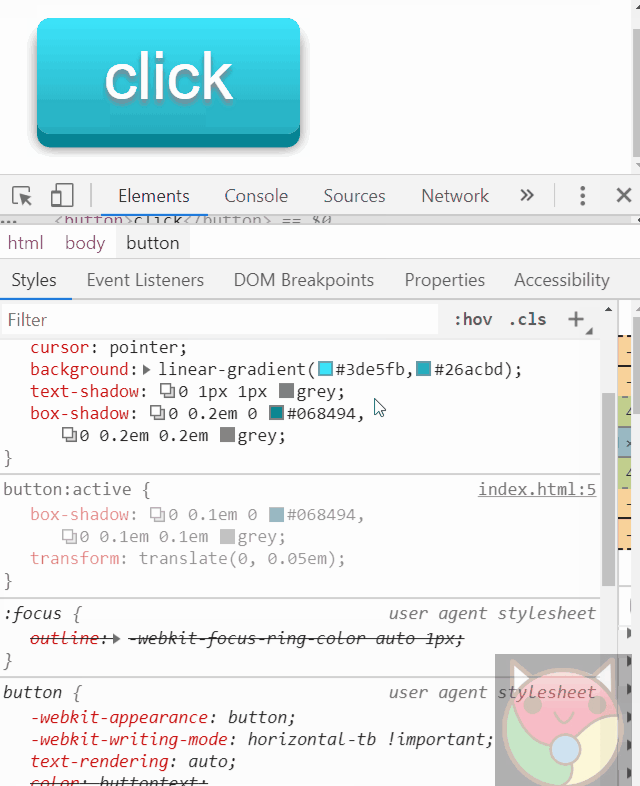 click
Elements Console Sources Network »
... <button>click</button> == $0
html body button
Styles Event Listeners DOM Breakpoints Properties Accessibility
Filter :hov .cls +
cursor: pointer;
background: linear-gradient(#3de5fb,#26acbd);
text-shadow: 0 1px 1px grey;
box-shadow: 0 0.2em 0 #068494,
0 0.2em 0.2em grey;
}
button:active { index.html:5
box-shadow: 0 0.1em 0 #068494,
0 0.1em 0.1em grey;
transform: translate(0, 0.05em);
}
:focus { user agent stylesheet
outline: -webkit-focus-ring-color auto 1px;
}
button { user agent stylesheet
-webkit-appearance: button;
-webkit-writing-mode: horizontal-tb !important;
text-rendering: auto;
color: buttontext;